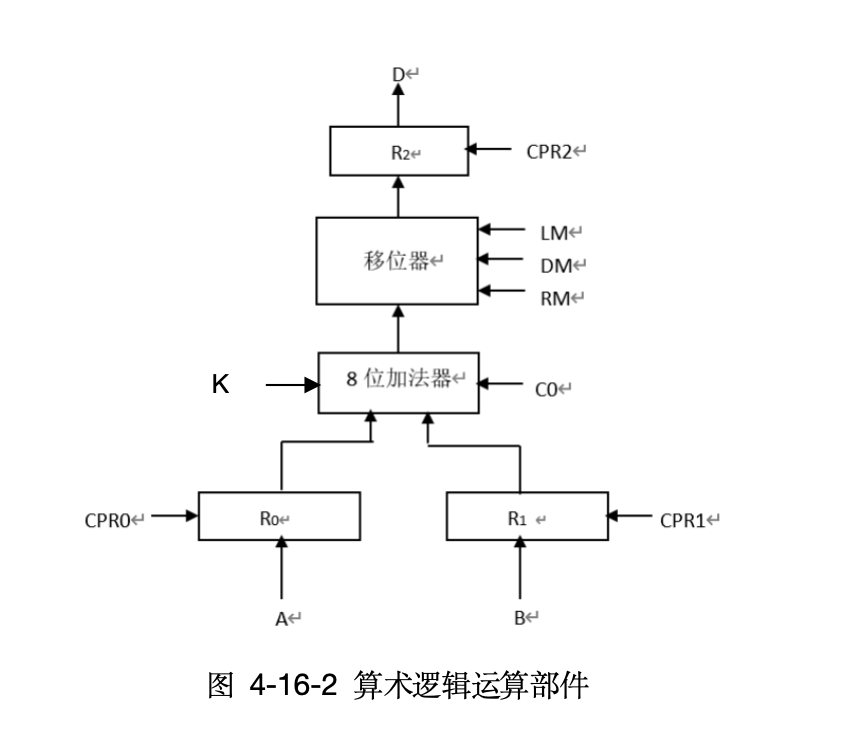 D↵
R2↵
CPR2↵
移位器↵
LM↵
DM↵
RM↵
K
8 位加法器↵
C0↵
CPR0↵
R0↵
R1 ↵
CPR1↵
A↵
B↵
图 4-16-2 算术逻辑运算部件